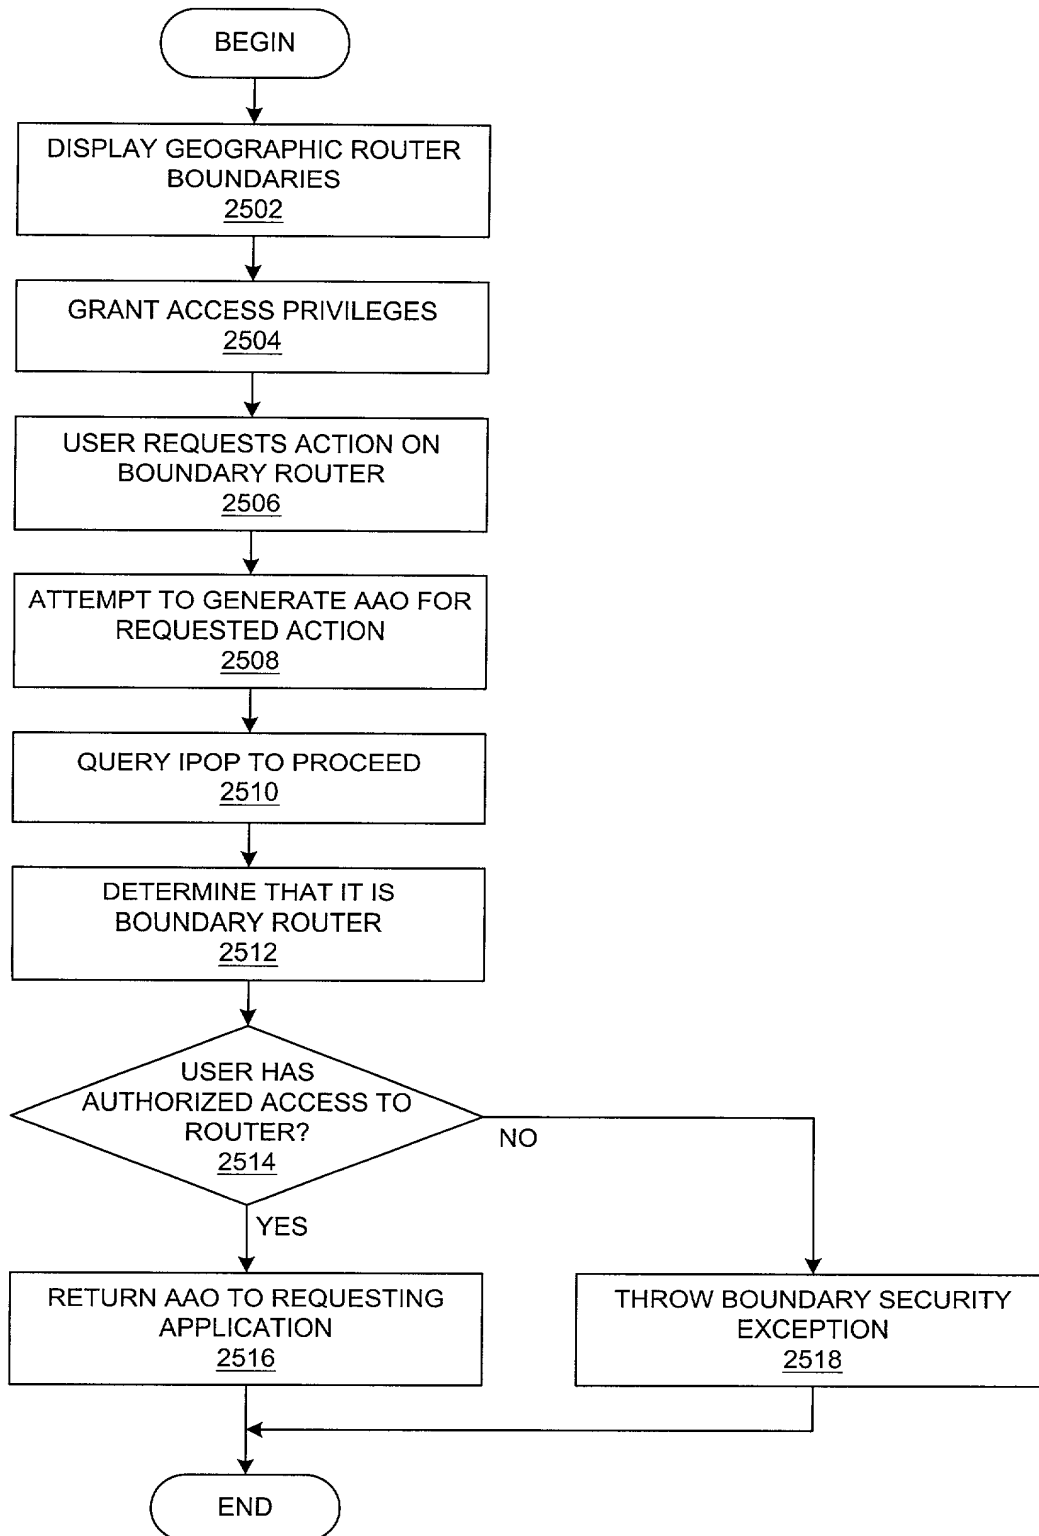 BEGIN
DISPLAY GEOGRAPHIC ROUTER
BOUNDARIES
2502
GRANT ACCESS PRIVILEGES
2504
USER REQUESTS ACTION ON
BOUNDARY ROUTER
2506
ATTEMPT TO GENERATE AAO FOR
REQUESTED ACTION
2508
QUERY IPOP TO PROCEED
2510
DETERMINE THAT IT IS
BOUNDARY ROUTER
2512
USER HAS
AUTHORIZED ACCESS TO
ROUTER?
2514
NO
YES
RETURN AAO TO REQUESTING
APPLICATION
2516
THROW BOUNDARY SECURITY
EXCEPTION
2518
END